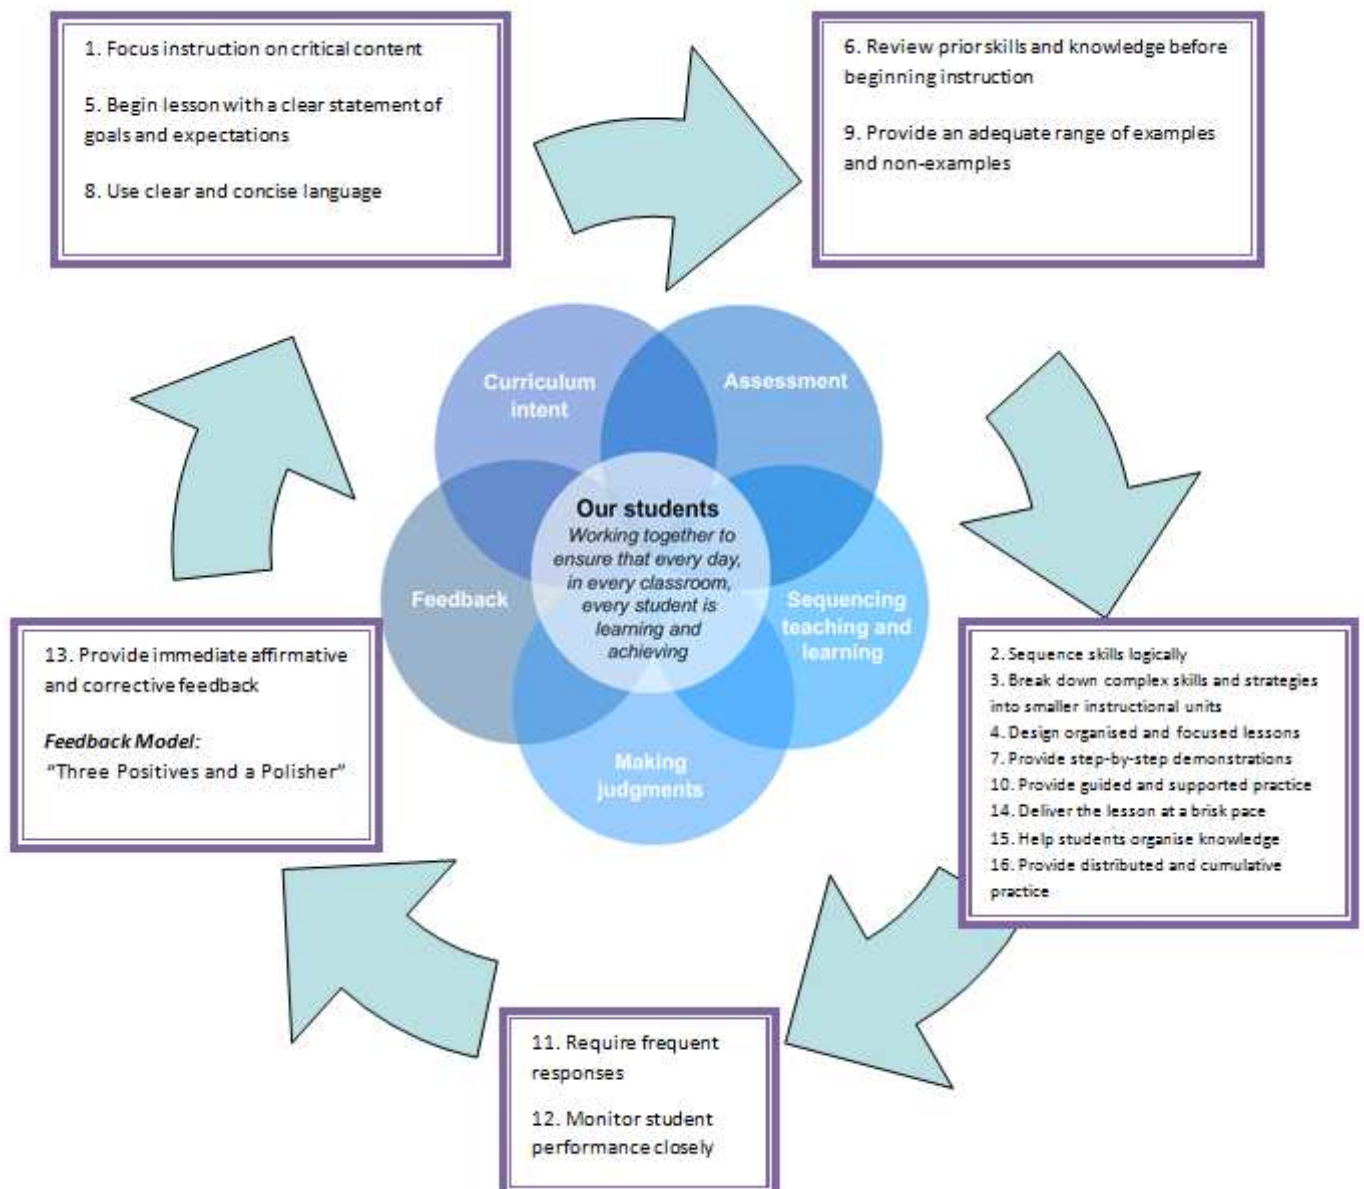 1. Focus instruction on critical content
5. Begin lesson with a clear statement of
goals and expectations
8. Use clear and concise language
6. Review prior skills and knowledge before
beginning instruction
9. Provide an adequate range of examples
and non-examples
Curriculum
intent
Assessment
Our students
Working together to
ensure that every day,
in every classroom,
every student is
learning and
achieving
Feedback
Sequencing
teaching and
learning
Making
judgments
13. Provide immediate affirmative
and corrective feedback
Feedback Model:
"Three Positives and a Polisher"
2. Sequence skills logically
3. Break down complex skills and strategies
into smaller instructional units
4. Design organised and focused lessons
7. Provide step-by-step demonstrations
10. Provide guided and supported practice
14. Deliver the lesson at a brisk pace
15. Help students organise knowledge
16. Provide distributed and cumulative
practice
11. Require frequent
responses
12. Monitor student
performance closely